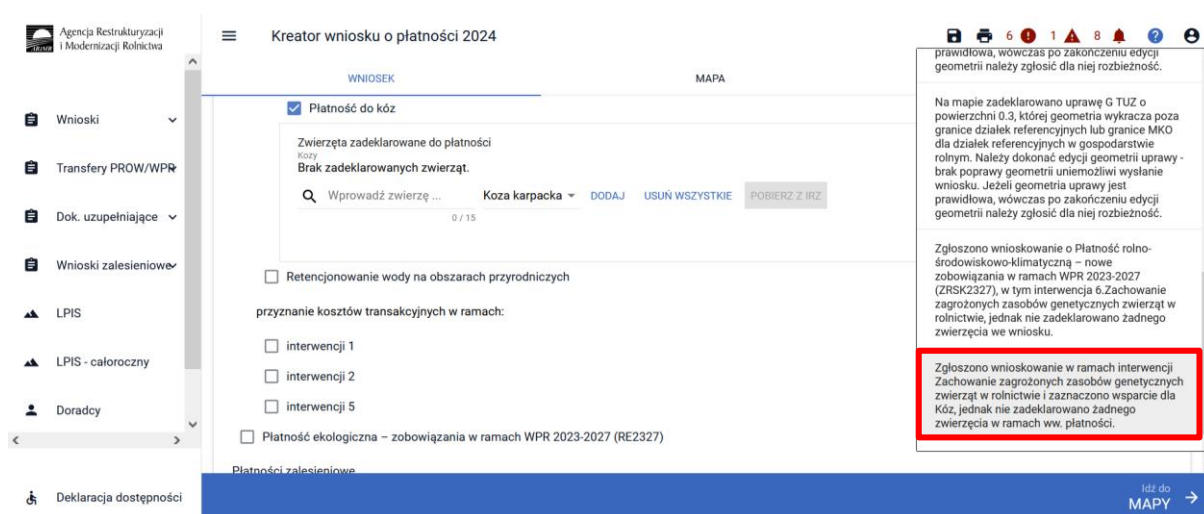 Agencja Restrukturyzacji
i Modernizacji Rolnictwa
ARiMR
Kreator wniosku o płatności 2024
6 1 8
WNIOSEK
MAPA
Wnioski
Transfery PROW/WPR
Dok. uzupełniające
Wnioski zalesieniowe
LPIS
LPIS - całoroczny
Doradcy
Deklaracja dostępności
Płatność do kóz
Zwierzęta zadeklarowane do płatności
Kozy
Brak zadeklarowanych zwierząt.
Wprowadź zwierzę ... Koza karpacka DODAJ USUŃ WSZYSTKIE POBIERZ Z IRZ
0 / 15
Retencjonowanie wody na obszarach przyrodniczych
przyznanie kosztów transakcyjnych w ramach:
interwencji 1
interwencji 2
interwencji 5
Płatność ekologiczna – zobowiązania w ramach WPR 2023-2027 (RE2327)
Płatności zalesieniowe
prawidłowa, wówczas po zakończeniu edycji
geometrii należy zgłosić dla niej rozbieżność.
Na mapie zadeklarowano uprawę G TUZ o
powierzchni 0.3, której geometria wykracza poza
granice działek referencyjnych lub granice MKO
dla działek referencyjnych w gospodarstwie
rolnym. Należy dokonać edycji geometrii uprawy -
brak poprawy geometrii uniemożliwi wysłanie
wniosku. Jeżeli geometria uprawy jest
prawidłowa, wówczas po zakończeniu edycji
geometrii należy zgłosić dla niej rozbieżność.
Zgłoszono wnioskowanie o Płatność rolno-
środowiskowo-klimatyczną – nowe
zobowiązania w ramach WPR 2023-2027
(ZRSK2327), w tym interwencja 6.Zachowanie
zagrożonych zasobów genetycznych zwierząt w
rolnictwie, jednak nie zadeklarowano żadnego
zwierzęcia we wniosku.
Zgłoszono wnioskowanie w ramach interwencji
Zachowanie zagrożonych zasobów genetycznych
zwierząt w rolnictwie i zaznaczono wsparcie dla
Kóz, jednak nie zadeklarowano żadnego
zwierzęcia w ramach ww. płatności.
Idź do
MAPY